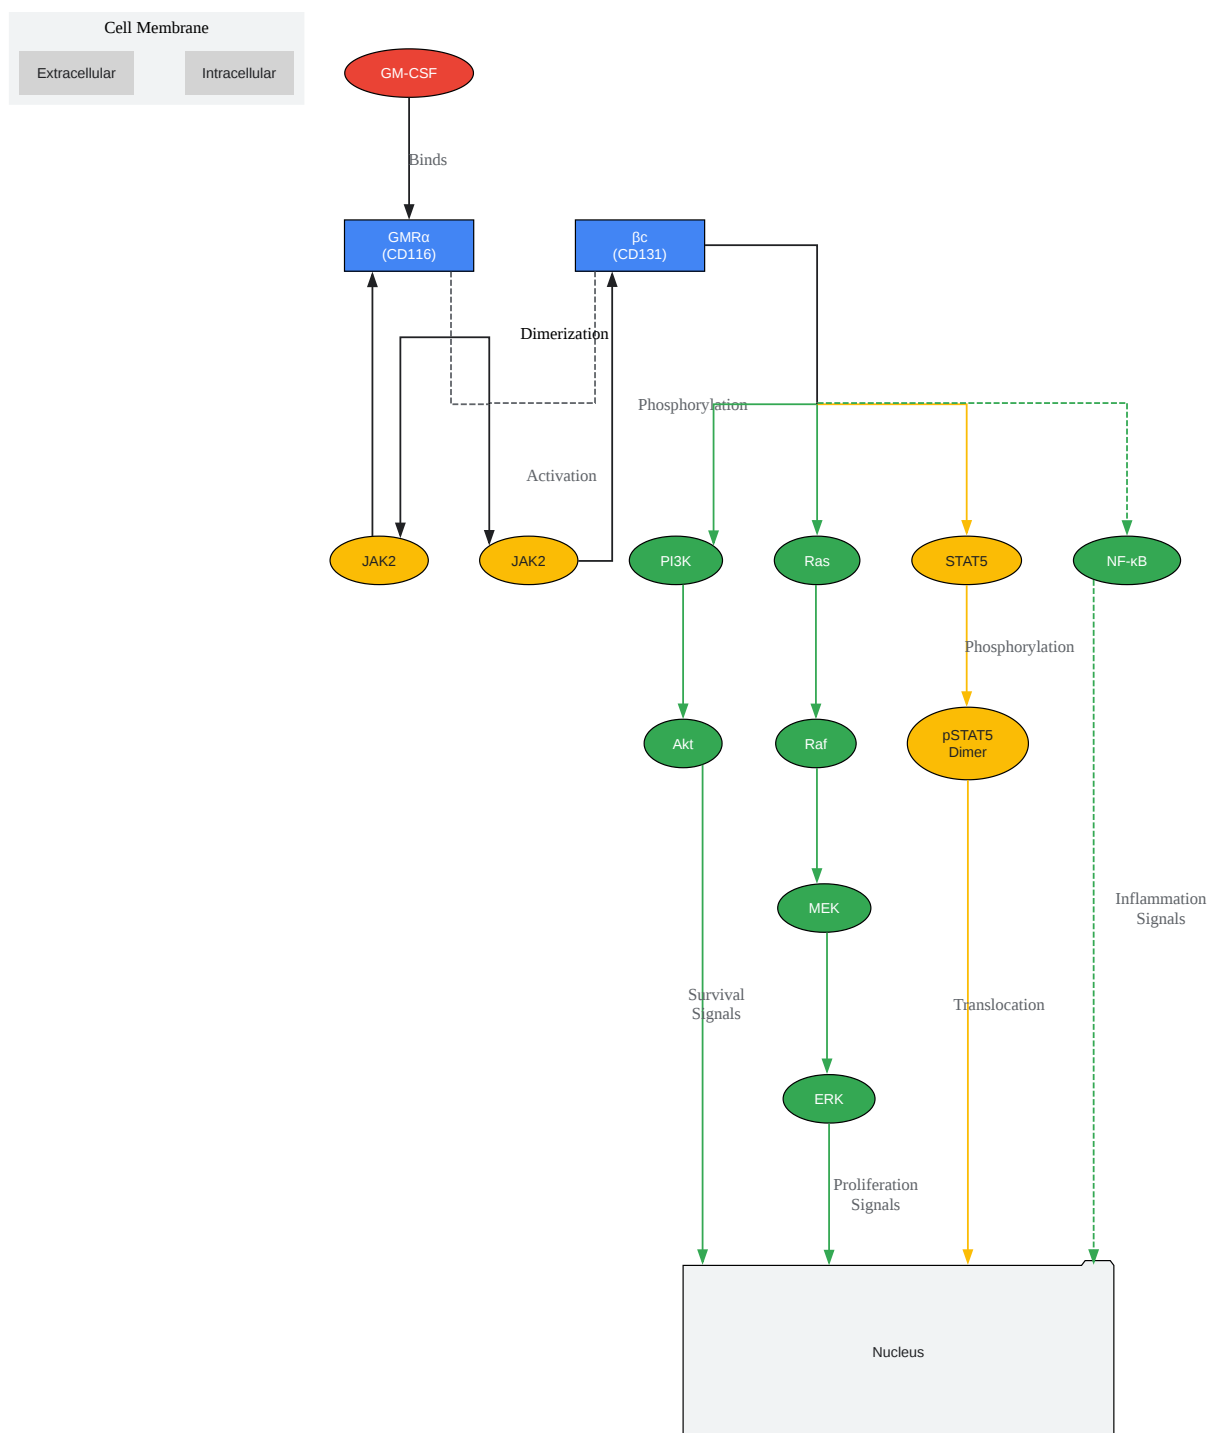 Cell Membrane
Extracellular
Intracellular
GM-CSF
Binds
GMRα
(CD116)
βc
(CD131)
Dimerization
Phosphorylation
Activation
JAK2
JAK2
PI3K
Ras
STAT5
NF-κB
Phosphorylation
Akt
Raf
pSTAT5
Dimer
MEK
Inflammation
Signals
Survival
Signals
Translocation
ERK
Proliferation
Signals
Nucleus